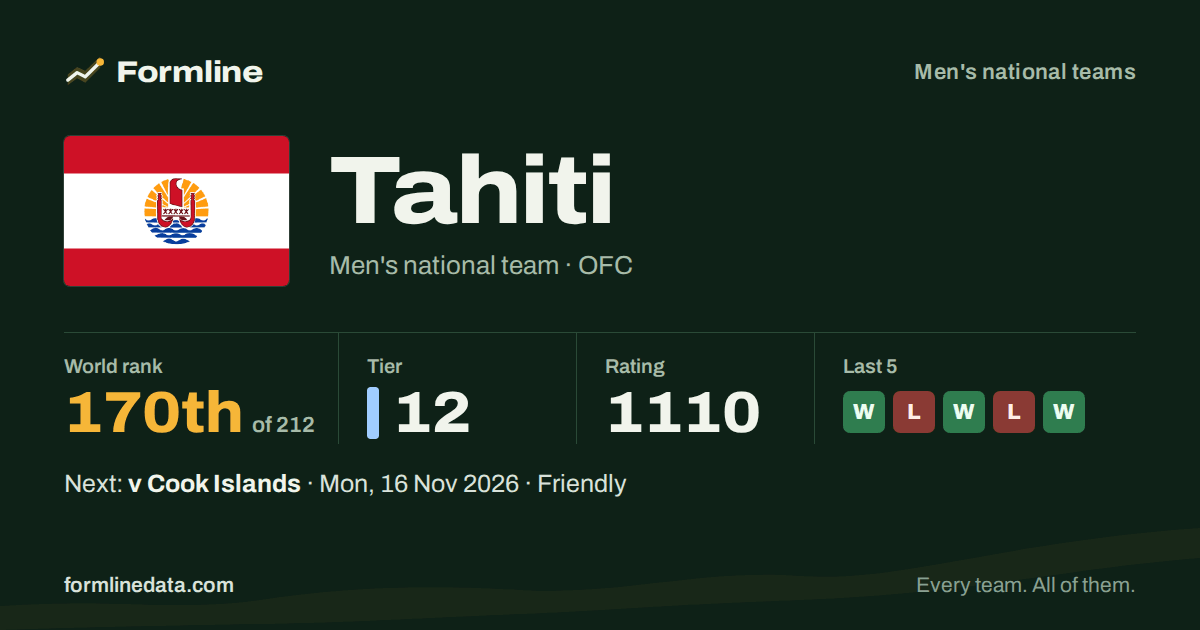 Formline
Men's national teams
Tahiti
Men's national team · OFC
World rank
170th of 212
Tier
12
Rating
1110
Last 5
W L W L W
Next: v Cook Islands · Mon, 16 Nov 2026 · Friendly
formlinedata.com
Every team. All of them.